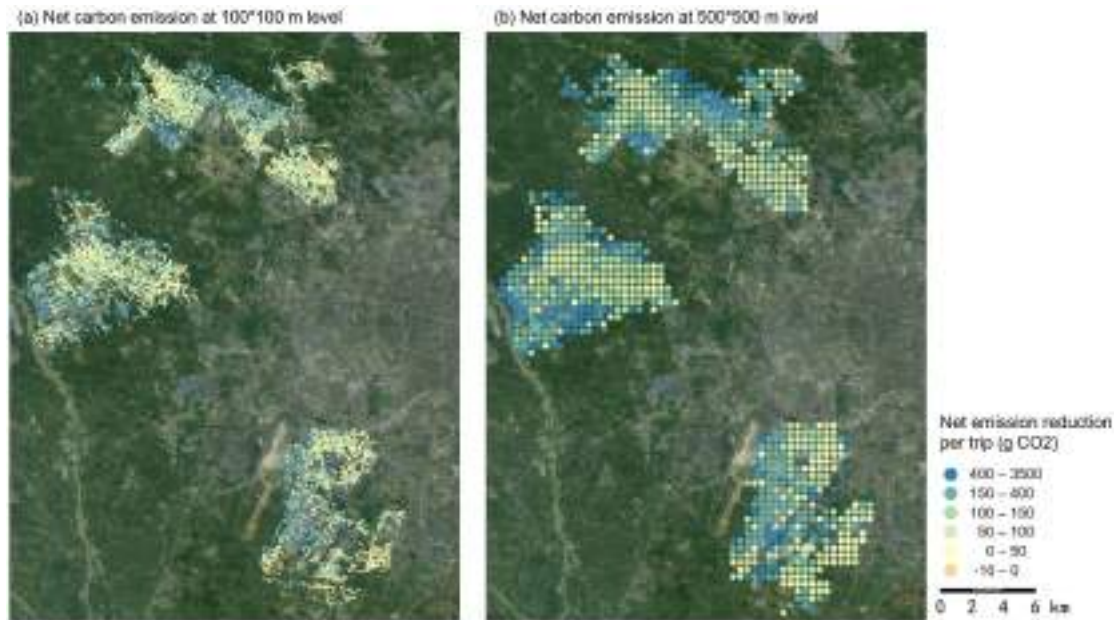 (a) Net carbon emission at 100*100 m level
(b) Net carbon emission at 500*500 m level
Net emission reduction
per trip (g CO2)
400 – 3500
150 – 400
100 – 150
50 – 100
0 – 50
-16 – 0
0 2 4 6 km